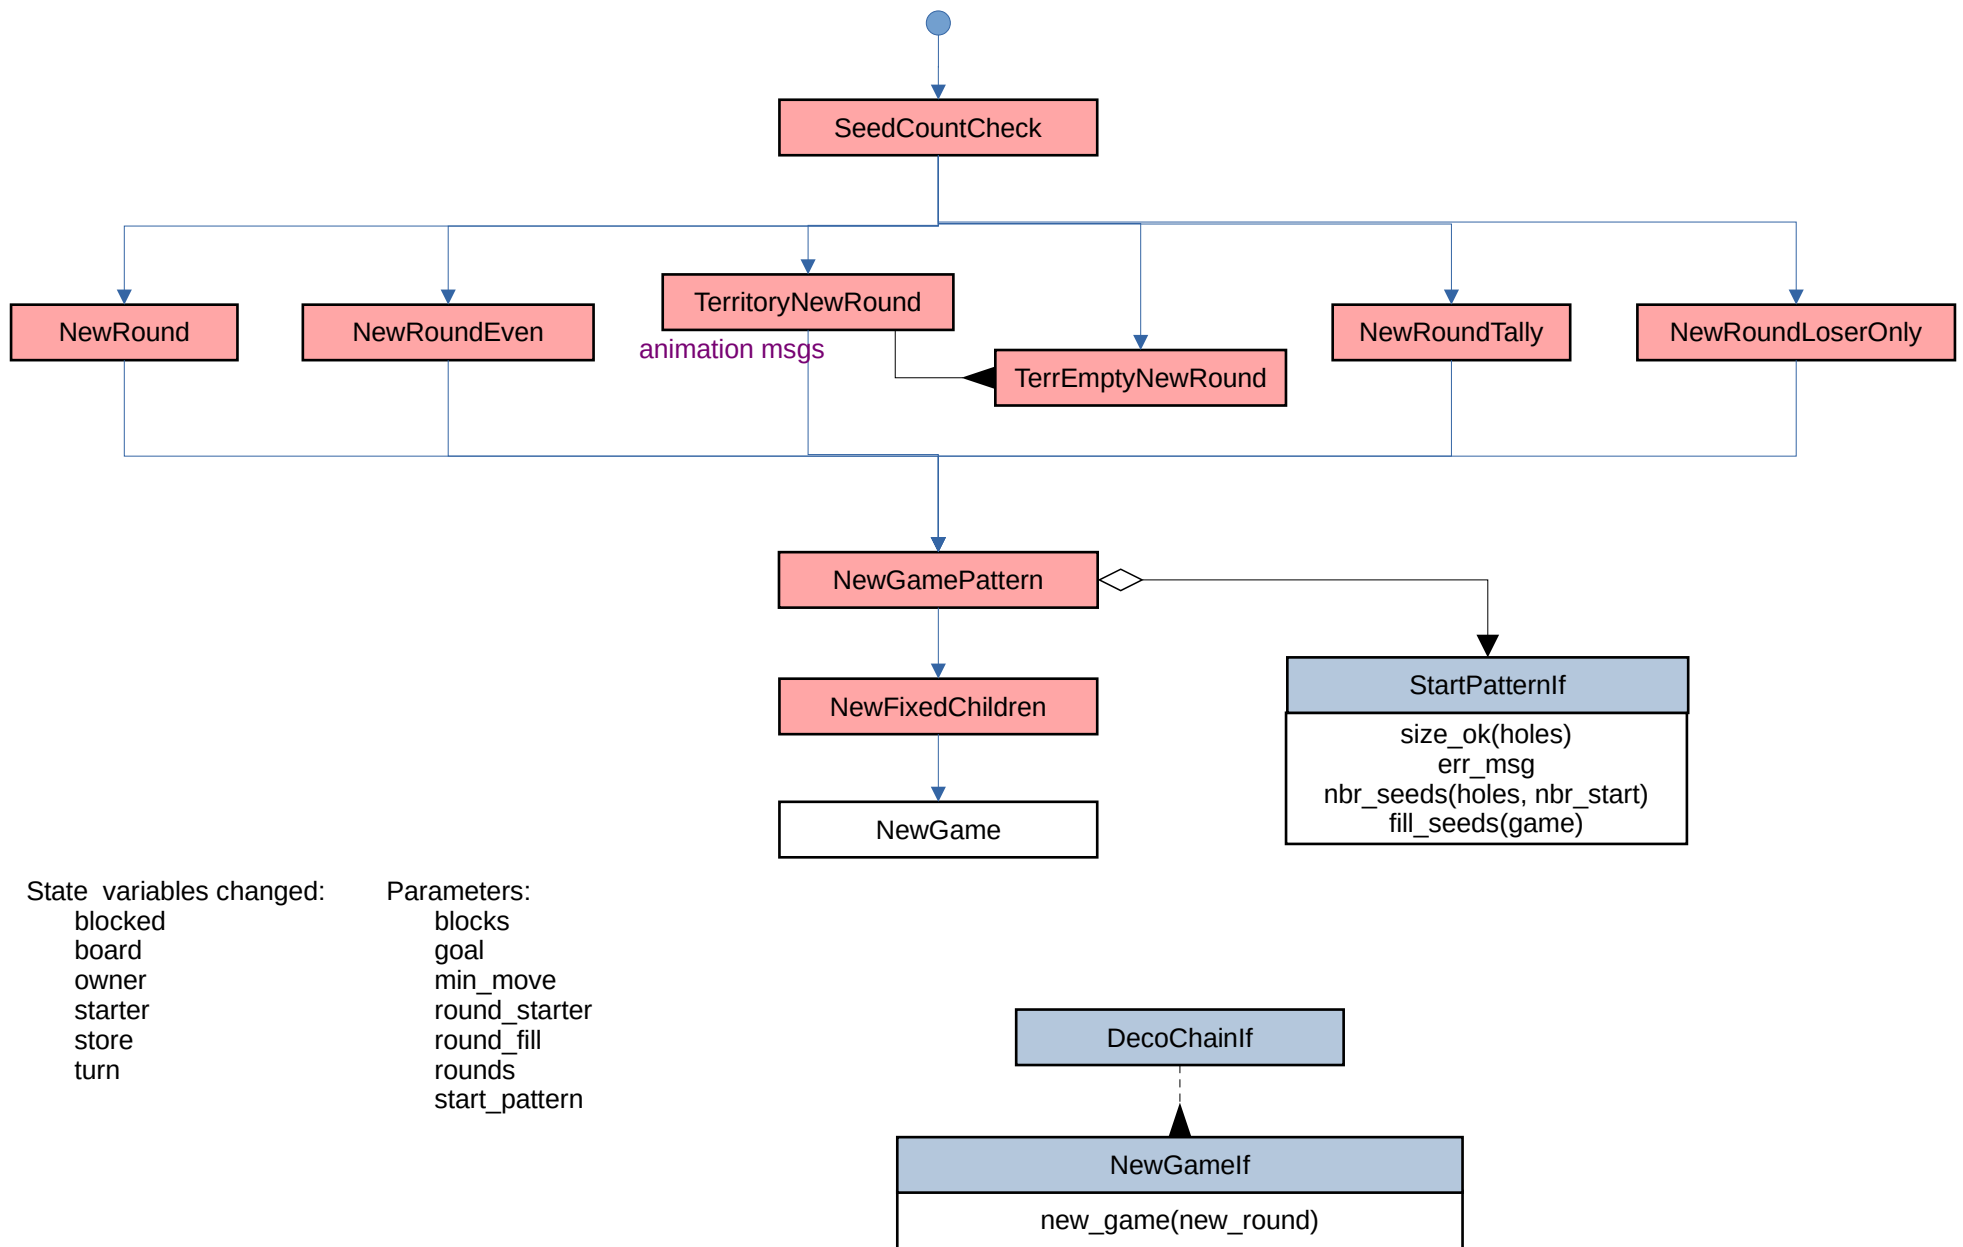 SeedCountCheck
NewRound
NewRoundEven
TerritoryNewRound
animation msgs
TerrEmptyNewRound
NewRoundTally
NewRoundLoserOnly
NewGamePattern
NewFixedChildren
NewGame
StartPatternIf
size_ok(holes)
err_msg
nbr_seeds(holes, nbr_start)
fill_seeds(game)
State  variables changed:
blocked
board
owner
starter
store
turn
Parameters:
blocks
goal
min_move
round_starter
round_fill
rounds
start_pattern
DecoChainIf
NewGameIf
new_game(new_round)